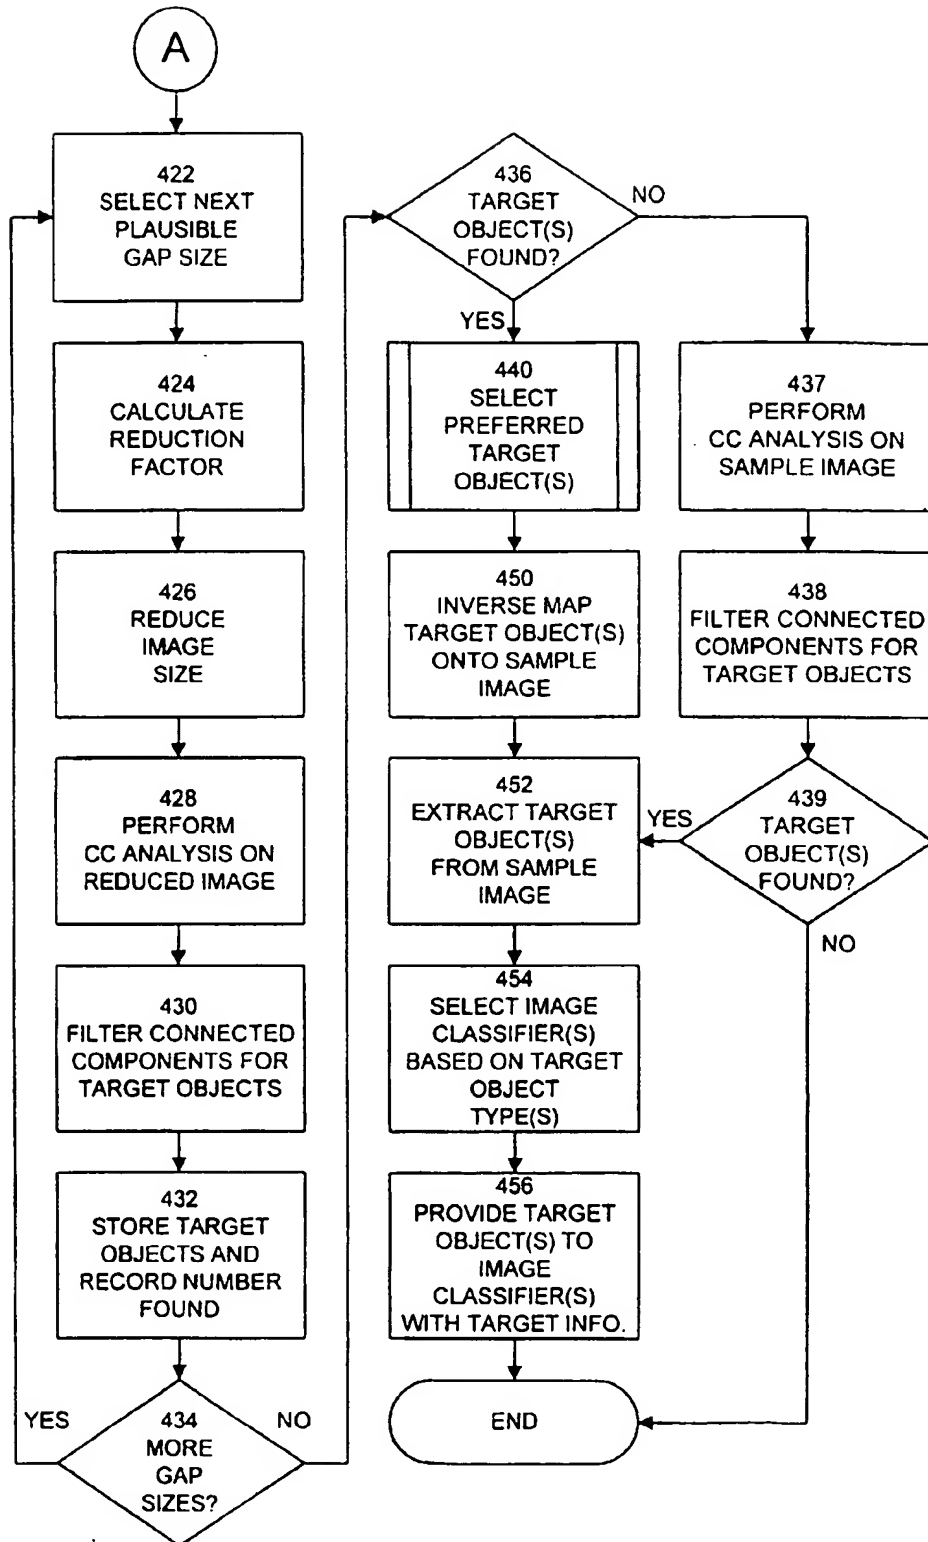 A
422
SELECT NEXT
PLAUSIBLE
GAP SIZE
424
CALCULATE
REDUCTION
FACTOR
426
REDUCE
IMAGE
SIZE
428
PERFORM
CC ANALYSIS ON
REDUCED IMAGE
430
FILTER CONNECTED
COMPONENTS FOR
TARGET OBJECTS
432
STORE TARGET
OBJECTS AND
RECORD NUMBER
FOUND
YES
434
MORE
GAP
SIZES?
NO
436
TARGET
OBJECT(S)
FOUND?
NO
YES
440
SELECT
PREFERRED
TARGET
OBJECT(S)
450
INVERSE MAP
TARGET OBJECT(S)
ONTO SAMPLE
IMAGE
452
EXTRACT TARGET
OBJECT(S)
FROM SAMPLE
IMAGE
454
SELECT IMAGE
CLASSIFIER(S)
BASED ON TARGET
OBJECT
TYPE(S)
456
PROVIDE TARGET
OBJECT(S) TO
IMAGE
CLASSIFIER(S)
WITH TARGET INFO.
END
437
PERFORM
CC ANALYSIS ON
SAMPLE IMAGE
438
FILTER CONNECTED
COMPONENTS FOR
TARGET OBJECTS
YES
439
TARGET
OBJECT(S)
FOUND?
NO